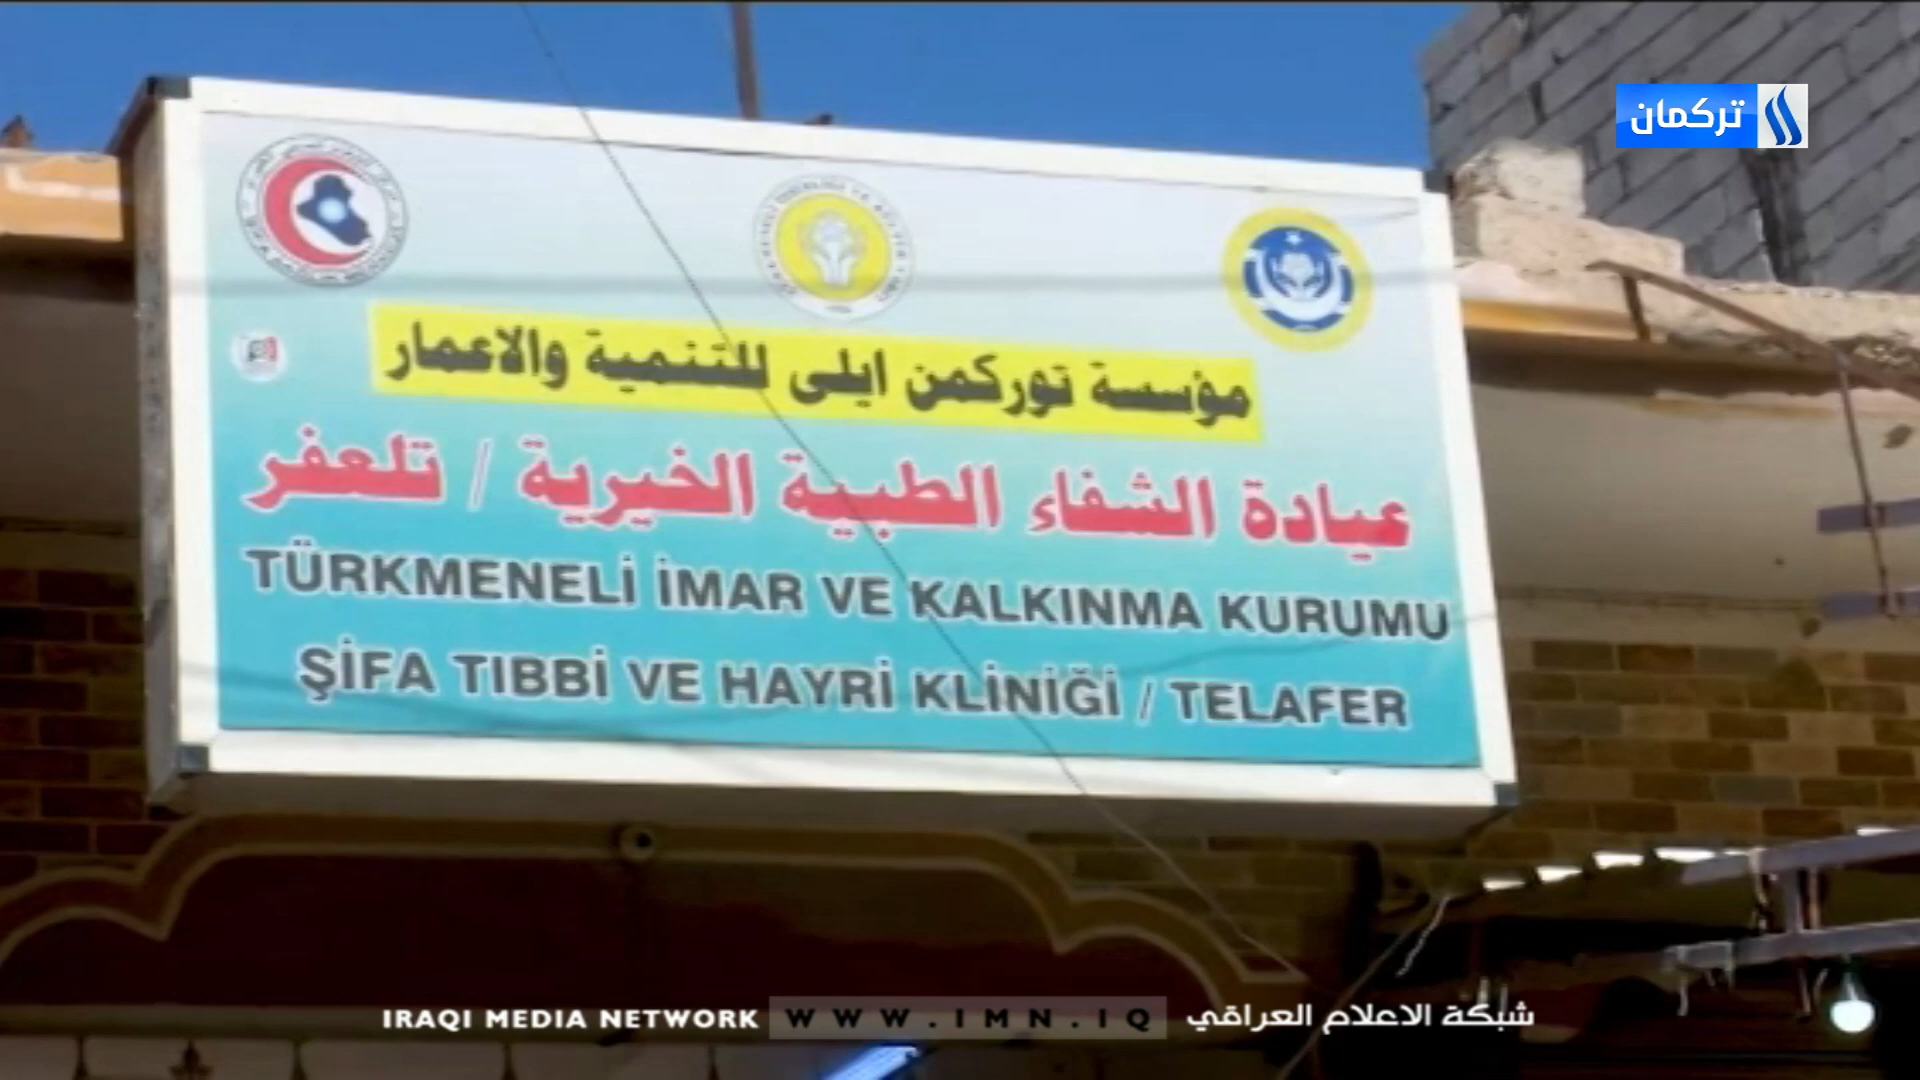 تركمان
مؤسسة توركمن ايلى للتنمية والاعمار
عيادة الشفاء الطبية الخيرية / تلعفر
TÜRKMENELİ İMAR VE KALKINMA KURUMU
ŞİFA TIBBİ VE HAYRİ KLİNİĞİ / TELAFER
IRAQI MEDIA NETWORK WWW.IMN.IQ شبكة الاعلام العراقي